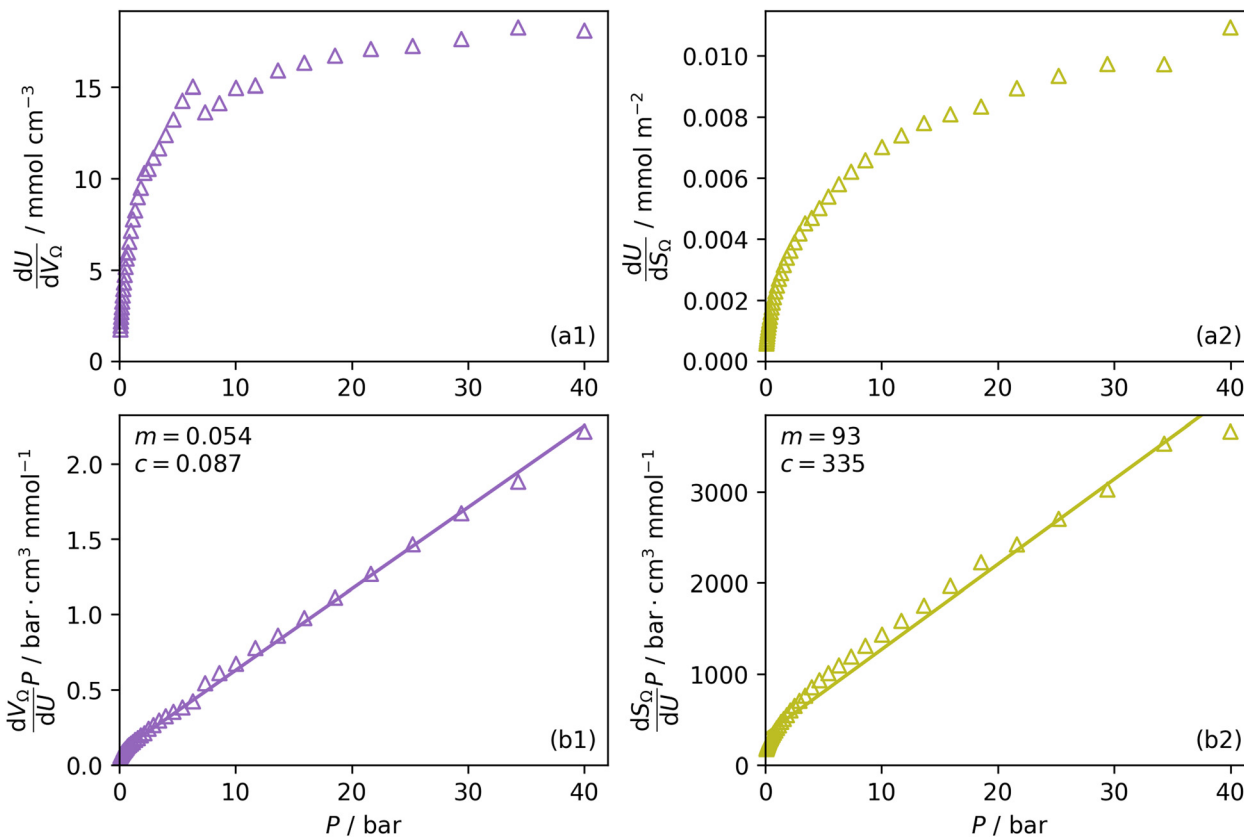 15
10
5
0
dU/dV_Ω / mmol cm⁻³
0 10 20 30 40
(a1)
0.010
0.008
0.006
0.004
0.002
0.000
dU/dS_Ω / mmol m⁻²
0 10 20 30 40
(a2)
m = 0.054
c = 0.087
2.0
1.5
1.0
0.5
0.0
dV_Ω/dU P / bar · cm³ mmol⁻¹
0 10 20 30 40
P / bar
(b1)
m = 93
c = 335
3000
2000
1000
0
dS_Ω/dU P / bar · cm³ mmol⁻¹
0 10 20 30 40
P / bar
(b2)